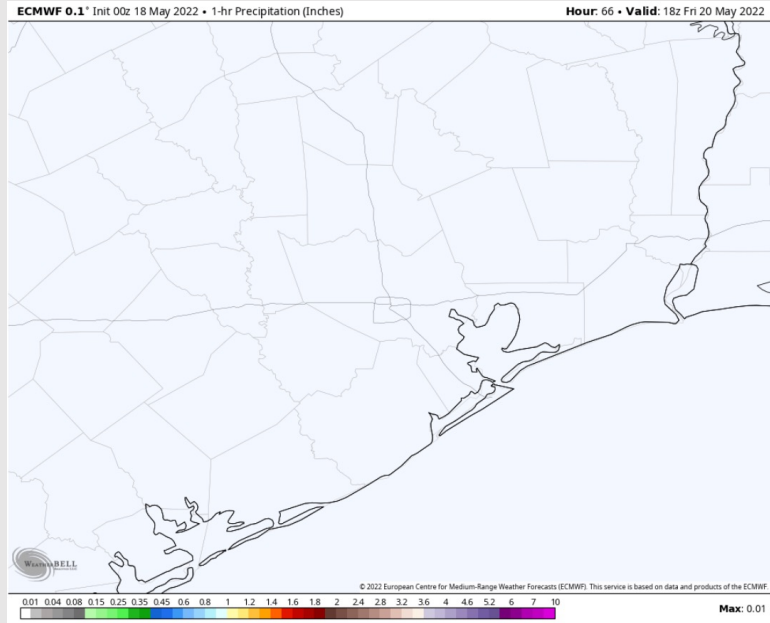 ECMWF 0.1° Init 00z 18 May 2022 • 1-hr Precipitation (Inches)
Hour: 66 • Valid: 18z Fri 20 May 2022
WEATHERBELL
© 2022 European Centre for Medium-Range Weather Forecasts (ECMWF). This service is based on data and products of the ECMWF
0.01 0.04 0.08 0.15 0.25 0.35 0.45 0.6 0.8 1 1.2 1.4 1.6 1.8 2 2.4 2.8 3.2 3.6 4 4.6 5.2 6 7 10
Max: 0.01